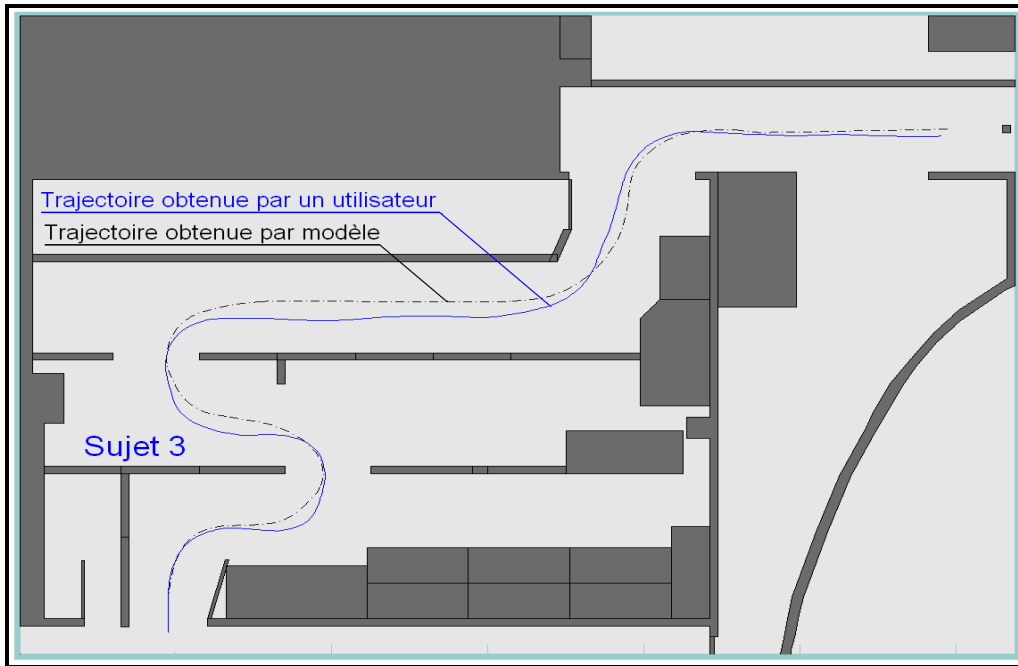 Trajectoire obtenue par un utilisateur
Trajectoire obtenue par modèle
Sujet 3